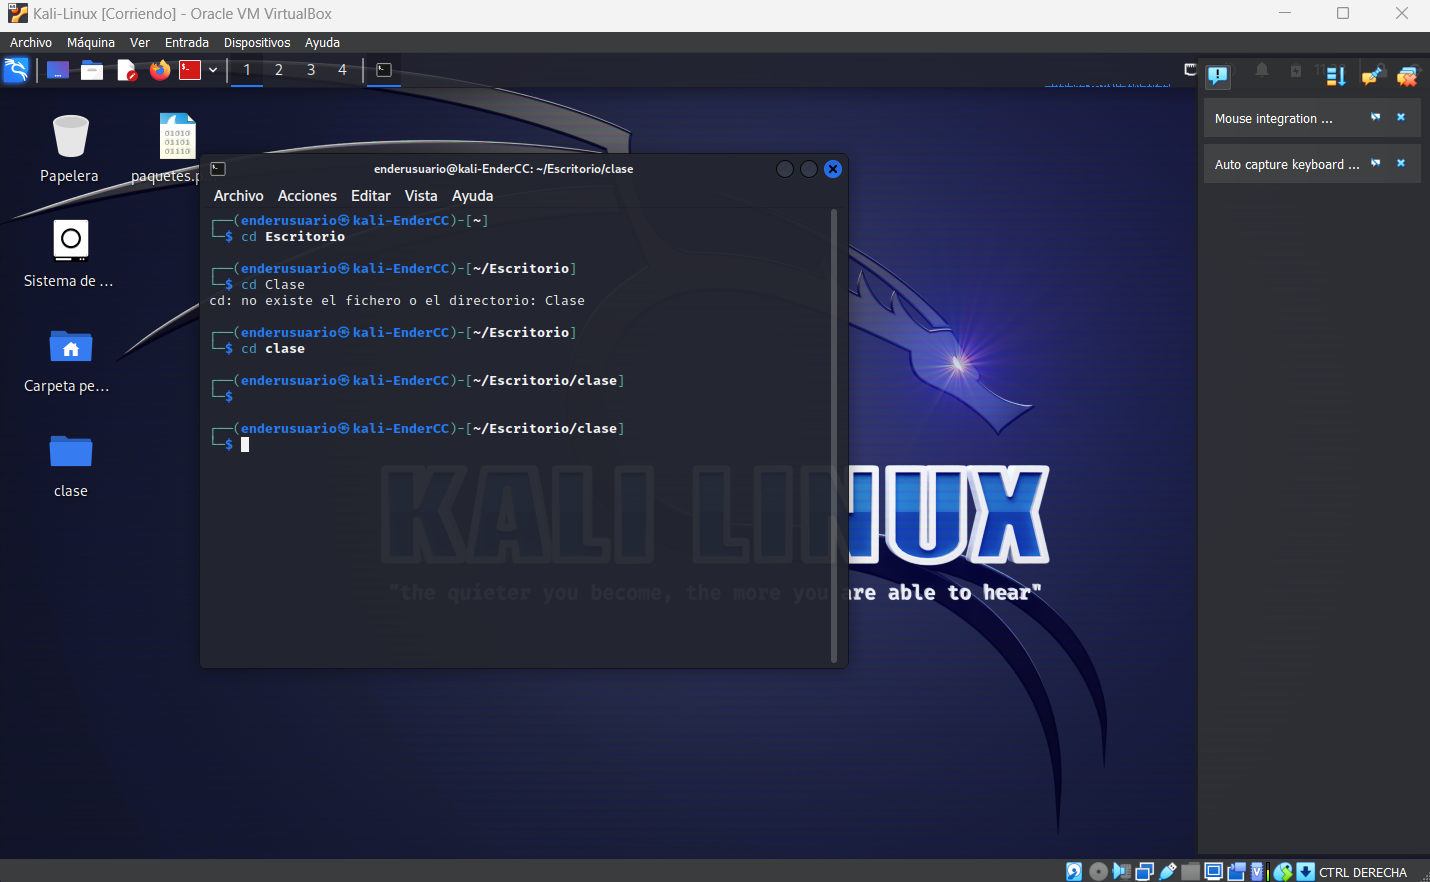 Kali-Linux [Corriendo] - Oracle VM VirtualBox
Archivo Máquina Ver Entrada Dispositivos Ayuda
1 2 3 4
Mouse integration ...
Auto capture keyboard ...
Papelera
paquetes.p
Sistema de ...
Carpeta pe...
clase
enderusuario@kali-EnderCC: ~/Escritorio/clase
Archivo Acciones Editar Vista Ayuda
┌──(enderusuario㉿kali-EnderCC)-[~]
└─$ cd Escritorio
┌──(enderusuario㉿kali-EnderCC)-[~/Escritorio]
└─$ cd Clase
cd: no existe el fichero o el directorio: Clase
┌──(enderusuario㉿kali-EnderCC)-[~/Escritorio]
└─$ cd clase
┌──(enderusuario㉿kali-EnderCC)-[~/Escritorio/clase]
└─$
┌──(enderusuario㉿kali-EnderCC)-[~/Escritorio/clase]
└─$
KALI LINUX
"the quieter you become, the more you are able to hear"
CTRL DERECHA